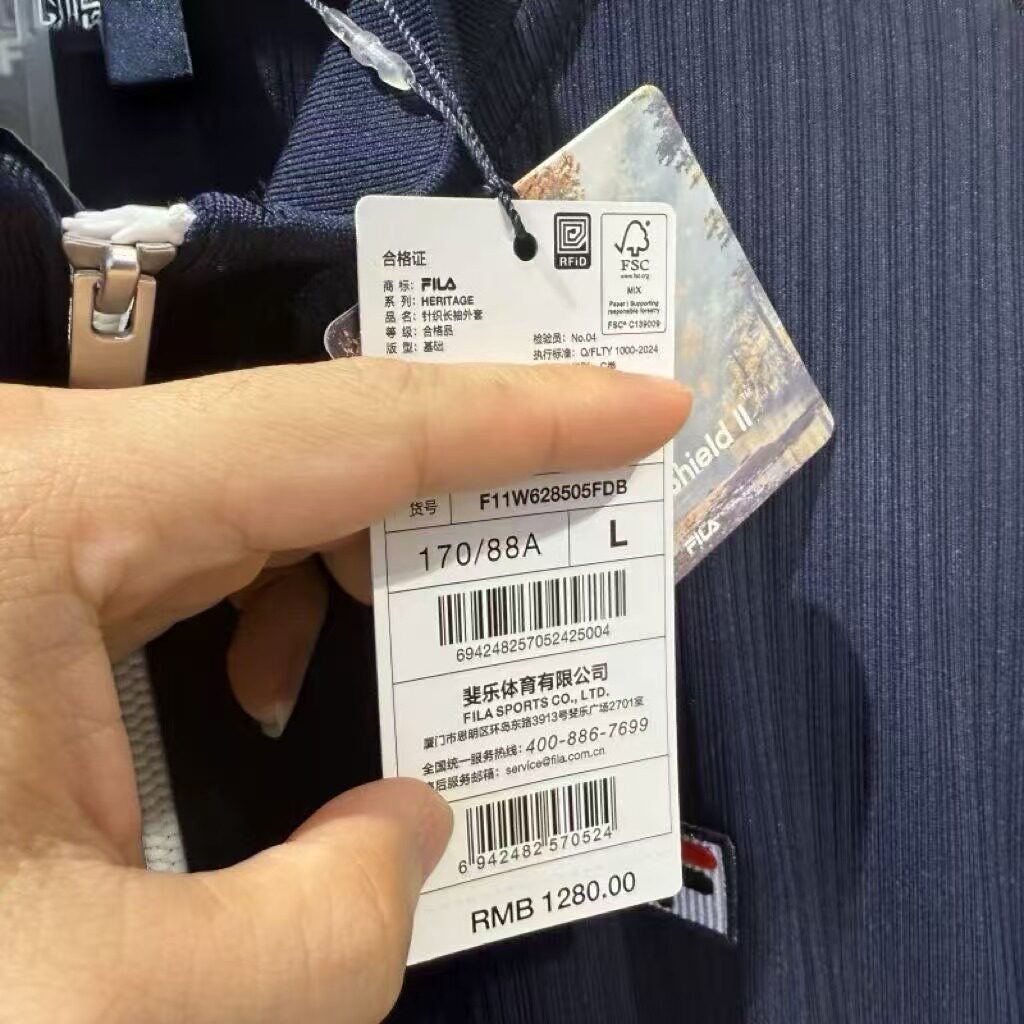 合格证
商 标： FILA
系 列： HERITAGE
品 名： 针织长袖外套
等 级： 合格品
版 型： 基础
RFiD
FSC
www.fsc.org
MIX
Paper | Supporting
responsible forestry
FSC® C139009
检验员： No.04
执行标准： Q/FLTY 1000-2024
货号 F11W628505FDB
170/88A L
694248257052425004
斐乐体育有限公司
FILA SPORTS CO., LTD.
厦门市思明区环岛东路3913号斐乐广场2701室
全国统一服务热线： 400-886-7699
售后服务邮箱： service@fila.com.cn
6 942482 570524
RMB 1280.00
hield II
FILA